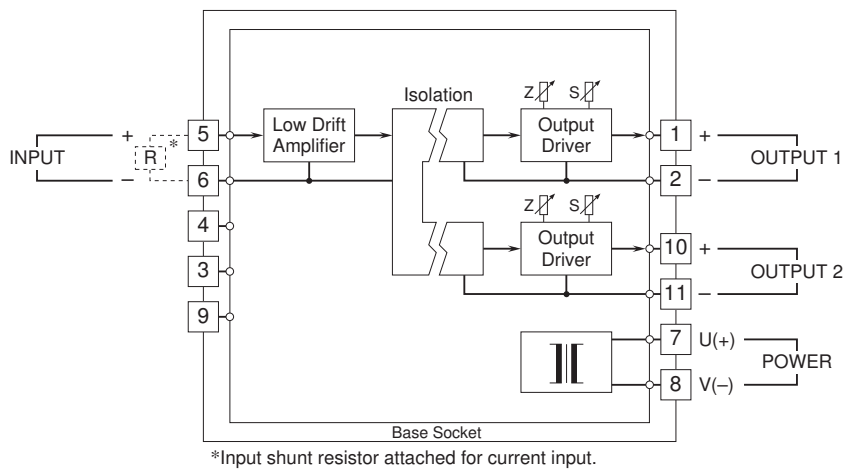 Isolation
Z S
Low Drift
Amplifier
Output
Driver
INPUT
+
R
*
–
5
6
4
3
9
1 +
2 –
OUTPUT 1
Z S
Output
Driver
10 +
11 –
OUTPUT 2
7 U(+)
8 V(–)
POWER
Base Socket
*Input shunt resistor attached for current input.